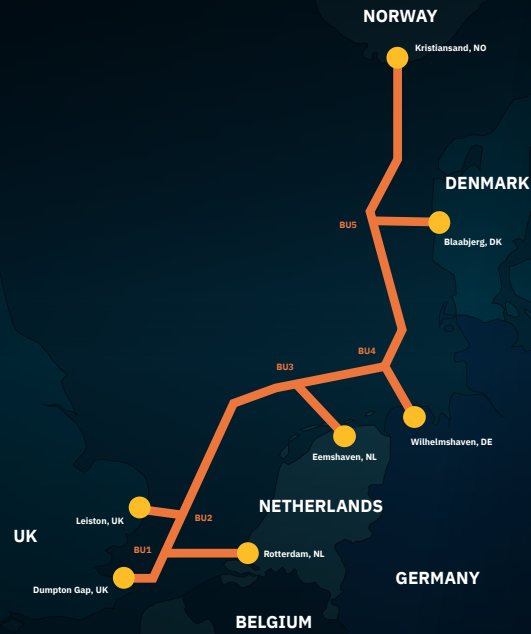 NORWAY
Kristiansand, NO
DENMARK
BU5
Blaabjerg, DK
BU4
BU3
Wilhelmshaven, DE
Eemshaven, NL
NETHERLANDS
Leiston, UK
BU2
UK
BU1
Rotterdam, NL
GERMANY
Dumpton Gap, UK
BELGIUM